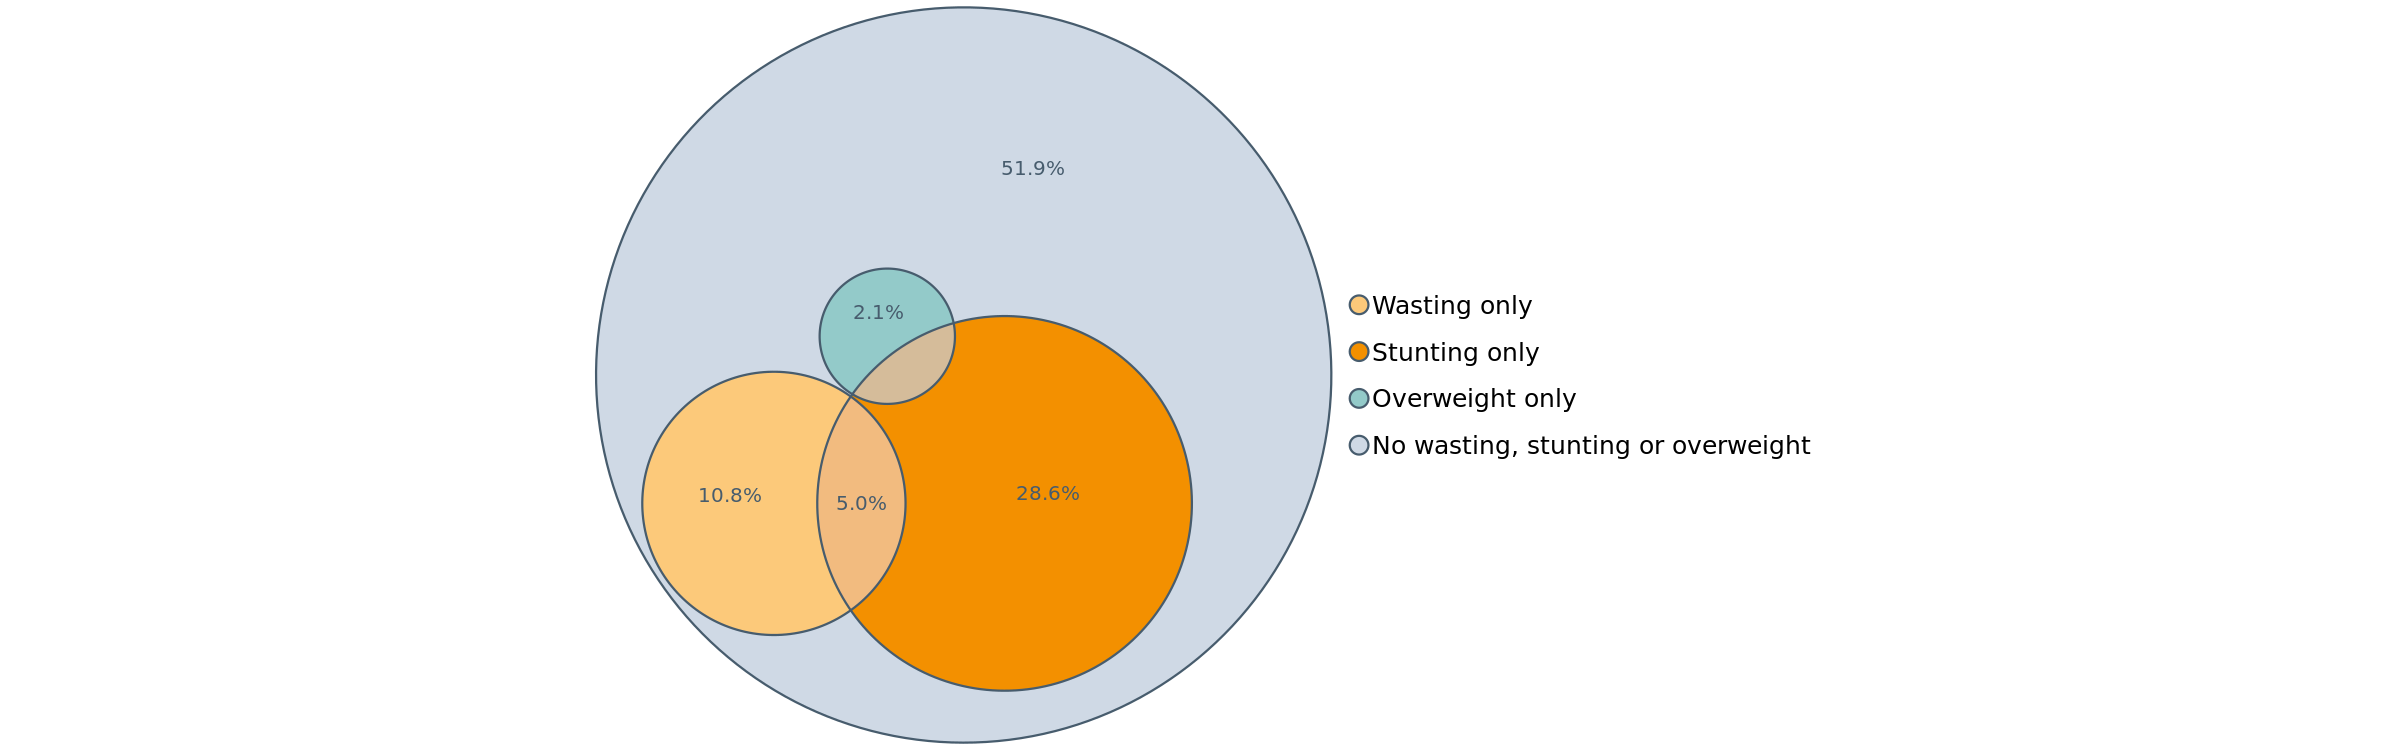 51.9%
2.1%
10.8%
5.0%
28.6%
Wasting only
Stunting only
Overweight only
No wasting, stunting or overweight